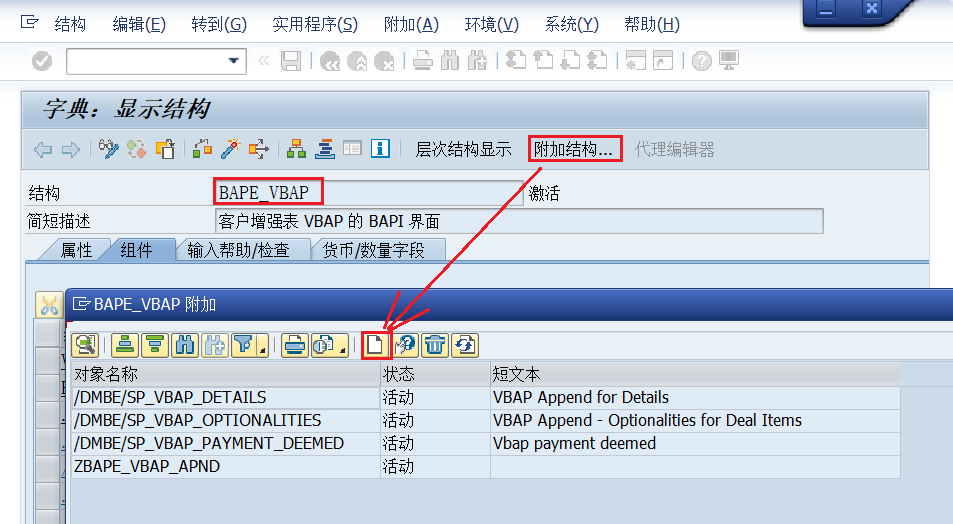 结构 编辑(E) 转到(G) 实用程序(S) 附加(A) 环境(V) 系统(Y) 帮助(H)
字典: 显示结构
层次结构显示 附加结构... 代理编辑器
结构 BAPE_VBAP 激活
简短描述 客户增强表 VBAP 的 BAPI 界面
属性 组件 输入帮助/检查 货币/数量字段
BAPE_VBAP 附加
对象名称 状态 短文本
/DMBE/SP_VBAP_DETAILS 活动 VBAP Append for Details
/DMBE/SP_VBAP_OPTIONALITIES 活动 VBAP Append - Optionalities for Deal Items
/DMBE/SP_VBAP_PAYMENT_DEEMED 活动 Vbap payment deemed
ZBAPE_VBAP_APND 活动